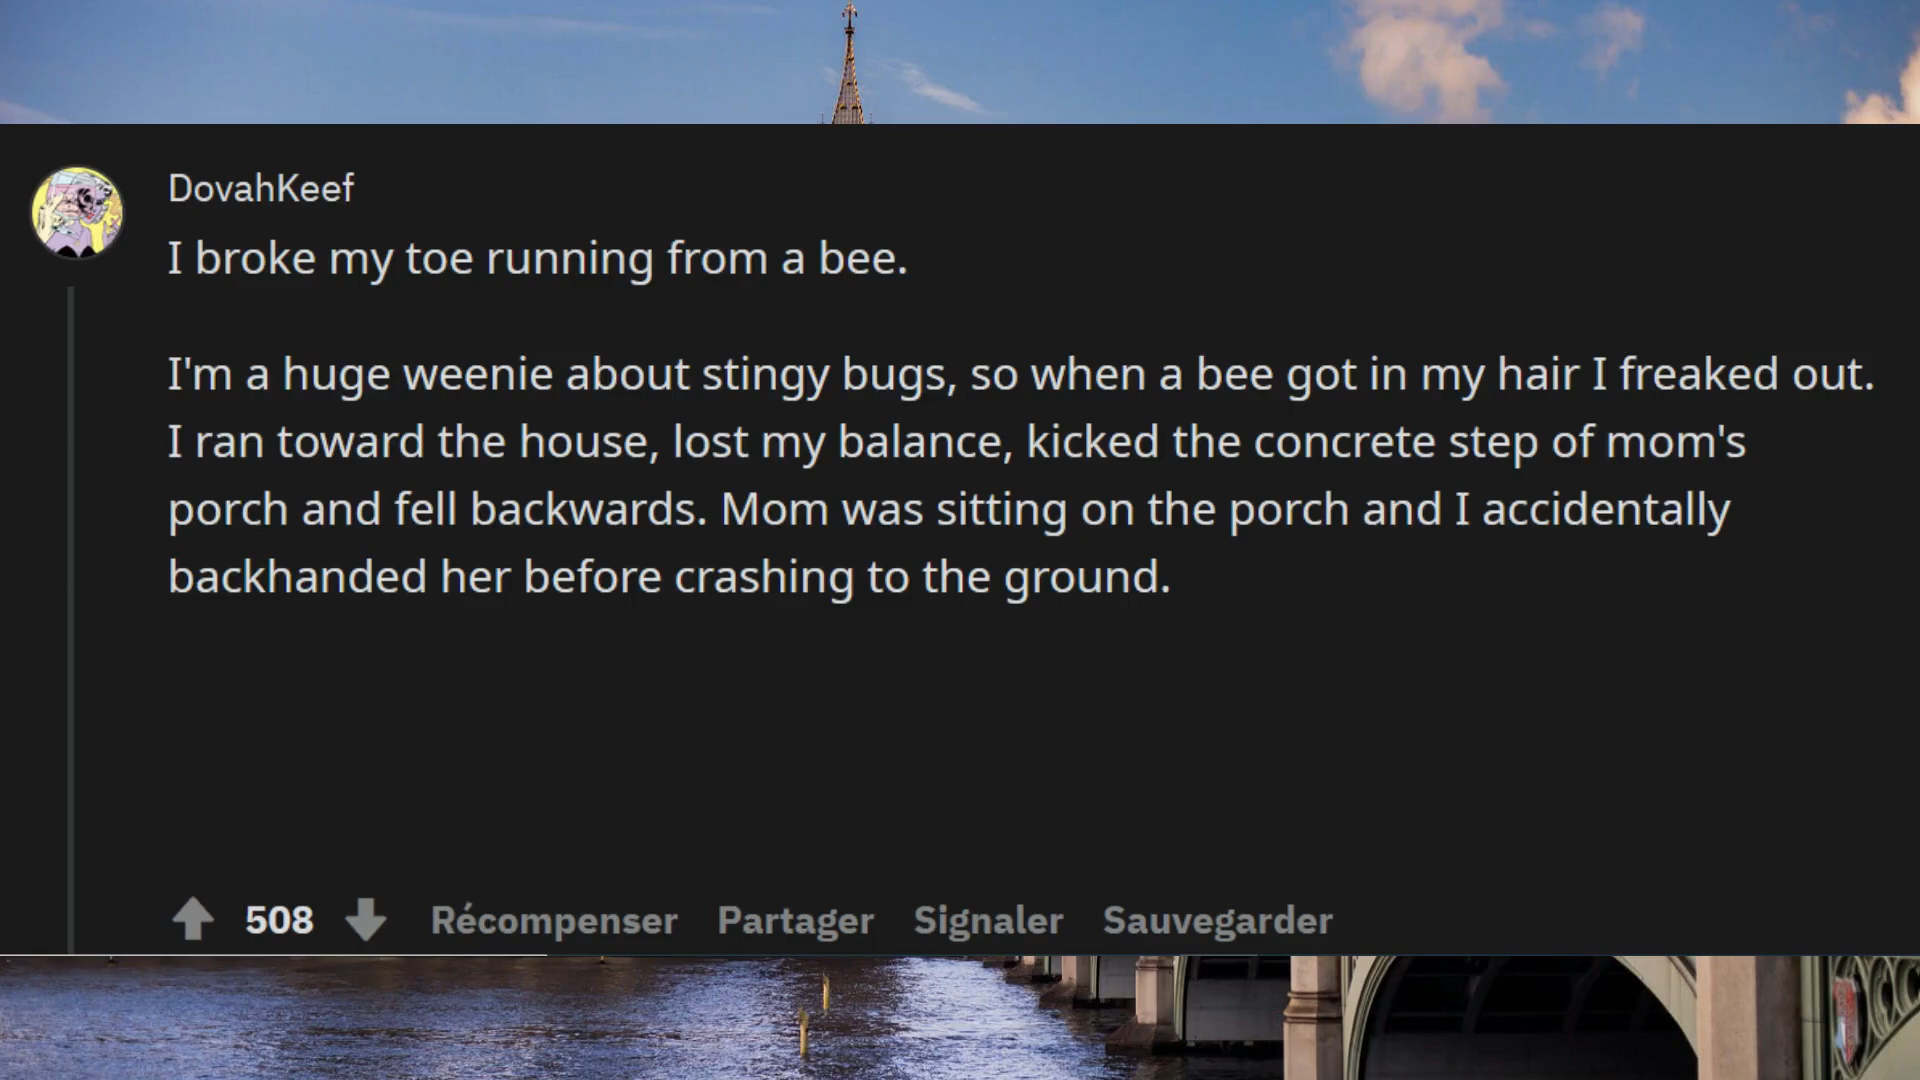 DovahKeef
I broke my toe running from a bee.
I'm a huge weenie about stingy bugs, so when a bee got in my hair I freaked out.
I ran toward the house, lost my balance, kicked the concrete step of mom's
porch and fell backwards. Mom was sitting on the porch and I accidentally
backhanded her before crashing to the ground.
508 Récompenser Partager Signaler Sauvegarder